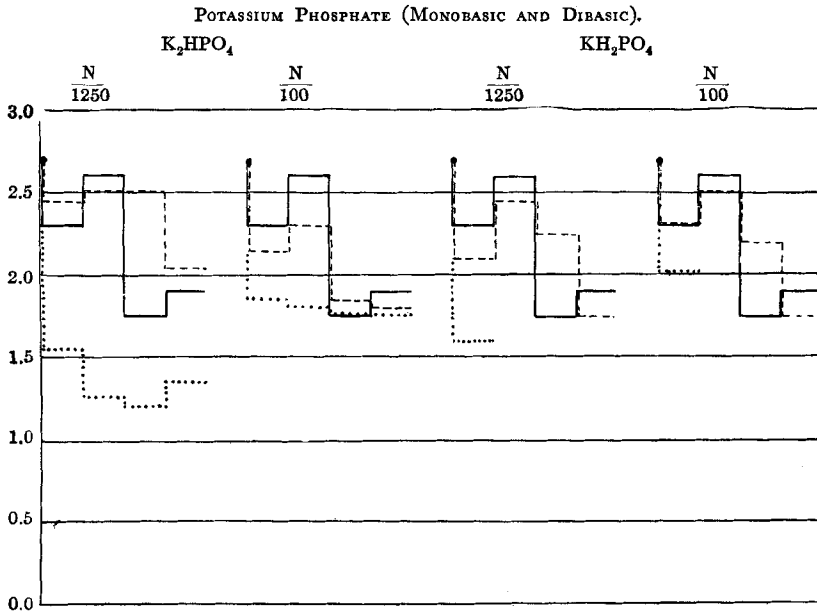 Potassium Phosphate (Monobasic and Dibasic).
K₂HPO₄ KH₂PO₄
N N N N
1250 100 1250 100
3.0
2.5
2.0
1.5
1.0
0.5
0.0